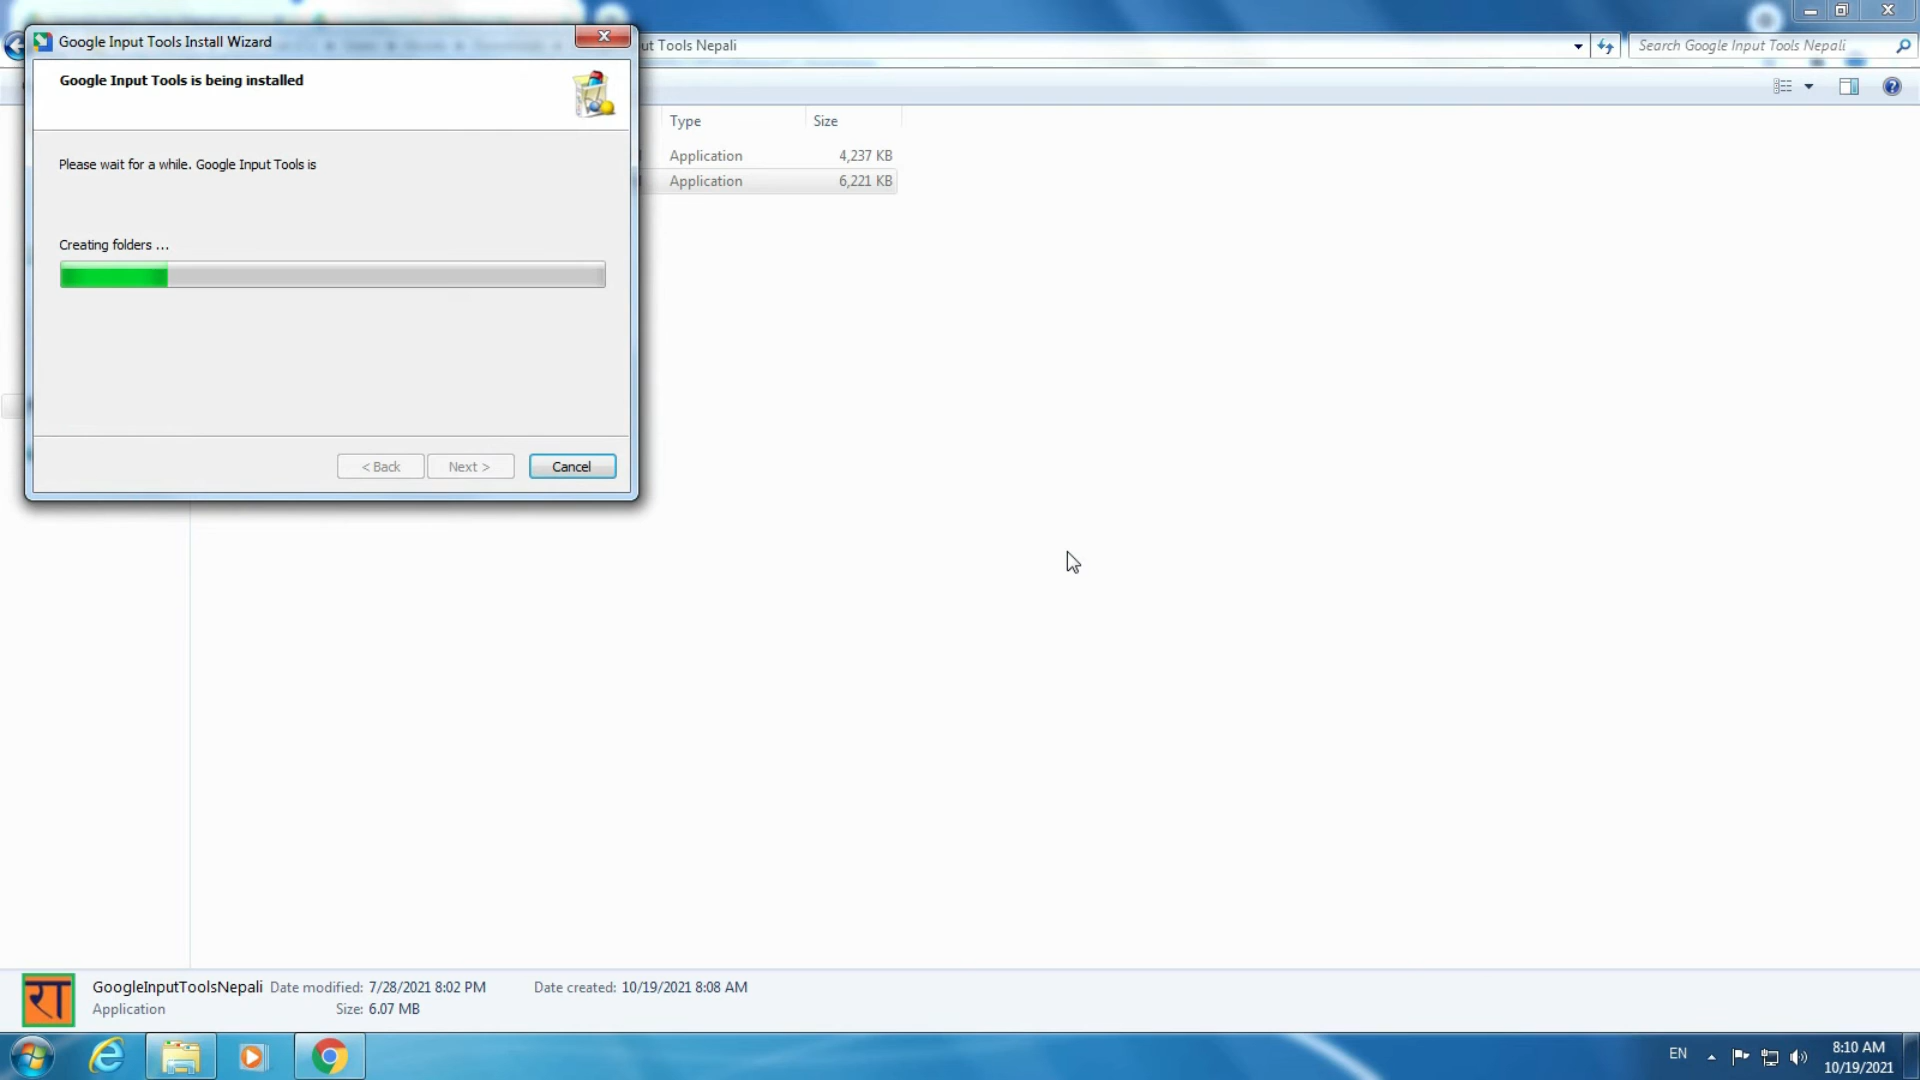 Google Input Tools Install Wizard
ut Tools Nepali
Search Google Input Tools Nepali
Google Input Tools is being installed
Type Size
Application 4,237 KB
Application 6,221 KB
Please wait for a while. Google Input Tools is
Creating folders ...
< Back Next > Cancel
GoogleInputToolsNepali Date modified: 7/28/2021 8:02 PM Date created: 10/19/2021 8:08 AM
Application Size: 6.07 MB
रा
EN 8:10 AM
10/19/2021